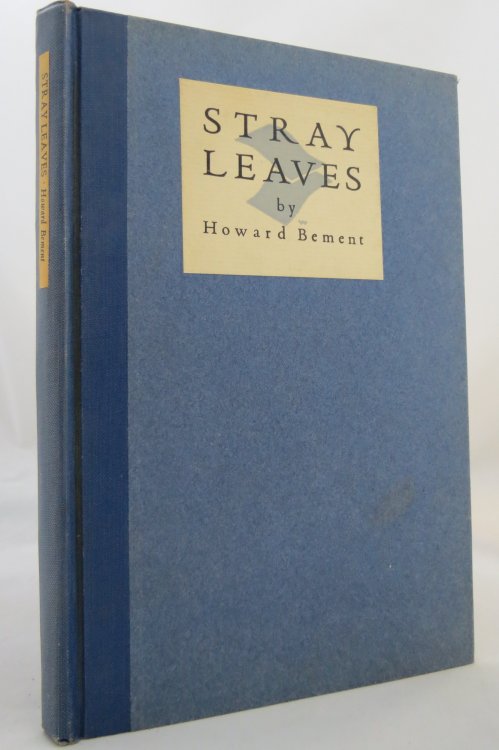 STRAY
LEAVES
by
Howard Bement
STRAY LEAVES · Howard Bement